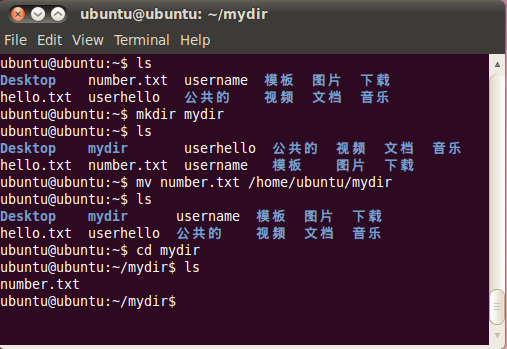 ubuntu@ubuntu: ~/mydir
File Edit View Terminal Help
ubuntu@ubuntu:~$ ls
Desktop number.txt username 模板 图片 下载
hello.txt userhello 公共的 视频 文档 音乐
ubuntu@ubuntu:~$ mkdir mydir
ubuntu@ubuntu:~$ ls
Desktop mydir userhello 公共的 视频 文档 音乐
hello.txt number.txt username 模板 图片 下载
ubuntu@ubuntu:~$ mv number.txt /home/ubuntu/mydir
ubuntu@ubuntu:~$ ls
Desktop mydir username 模板 图片 下载
hello.txt userhello 公共的 视频 文档 音乐
ubuntu@ubuntu:~$ cd mydir
ubuntu@ubuntu:~/mydir$ ls
number.txt
ubuntu@ubuntu:~/mydir$